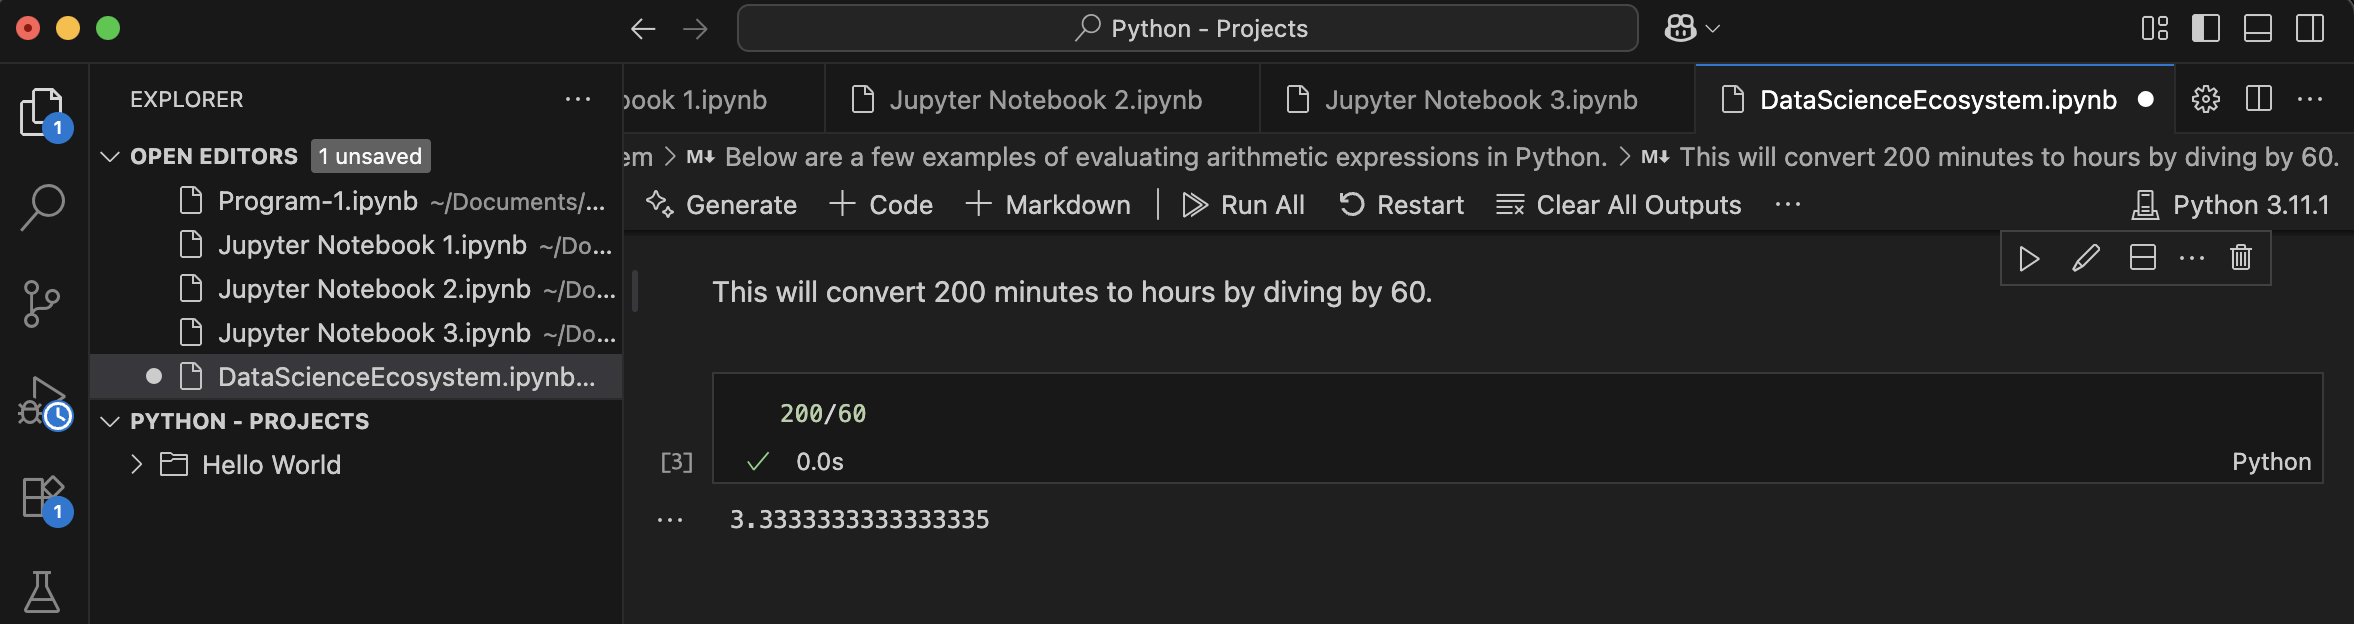 Python - Projects
EXPLORER
OPEN EDITORS 1 unsaved
Program-1.ipynb ~/Documents/...
Jupyter Notebook 1.ipynb ~/Do...
Jupyter Notebook 2.ipynb ~/Do...
Jupyter Notebook 3.ipynb ~/Do...
DataScienceEcosystem.ipynb...
PYTHON - PROJECTS
Hello World
1
1
book 1.ipynb Jupyter Notebook 2.ipynb Jupyter Notebook 3.ipynb DataScienceEcosystem.ipynb
em > M↓ Below are a few examples of evaluating arithmetic expressions in Python. > M↓ This will convert 200 minutes to hours by diving by 60.
Generate + Code + Markdown | Run All Restart Clear All Outputs ... Python 3.11.1
This will convert 200 minutes to hours by diving by 60.
200/60
[3] ✓ 0.0s Python
3.3333333333333335